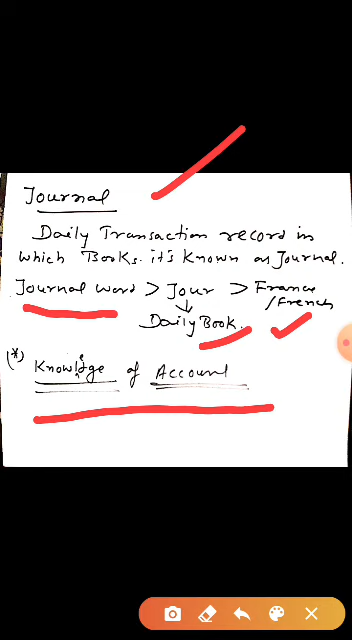 Journal
Daily Transaction record in
which Books. it's known as Journal.
Journal word > Jour > France
/French
↓
Daily Book.
(*) Knowledge of Account